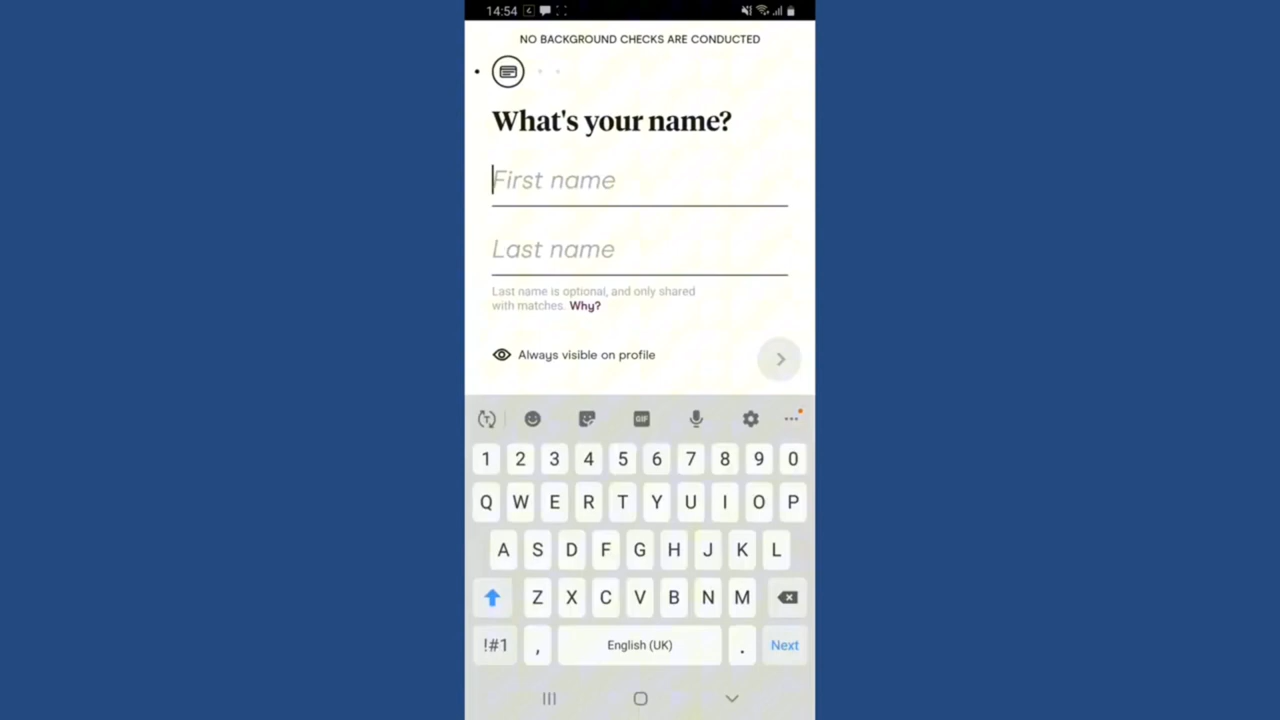 14:54
NO BACKGROUND CHECKS ARE CONDUCTED
What's your name?
First name
Last name
Last name is optional, and only shared
with matches. Why?
Always visible on profile
GIF
1 2 3 4 5 6 7 8 9 0
Q W E R T Y U I O P
A S D F G H J K L
Z X C V B N M
!#1 , English (UK) . Next